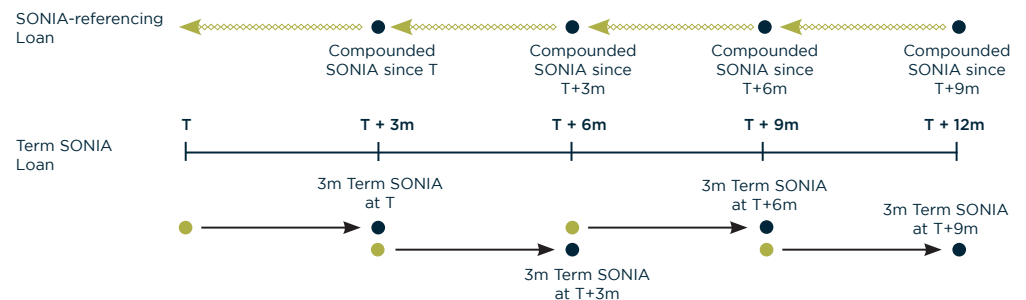 SONIA-referencing
Loan
Compounded
SONIA since T
Compounded
SONIA since
T+3m
Compounded
SONIA since
T+6m
Compounded
SONIA since
T+9m
T
T + 3m
T + 6m
T + 9m
T + 12m
Term SONIA
Loan
3m Term SONIA
at T
3m Term SONIA
at T+6m
3m Term SONIA
at T+9m
3m Term SONIA
at T+3m